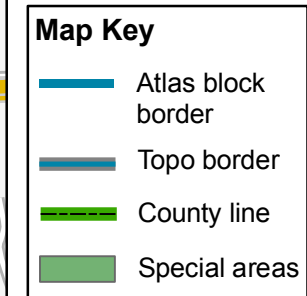 Map Key
Atlas block
border
Topo border
County line
Special areas